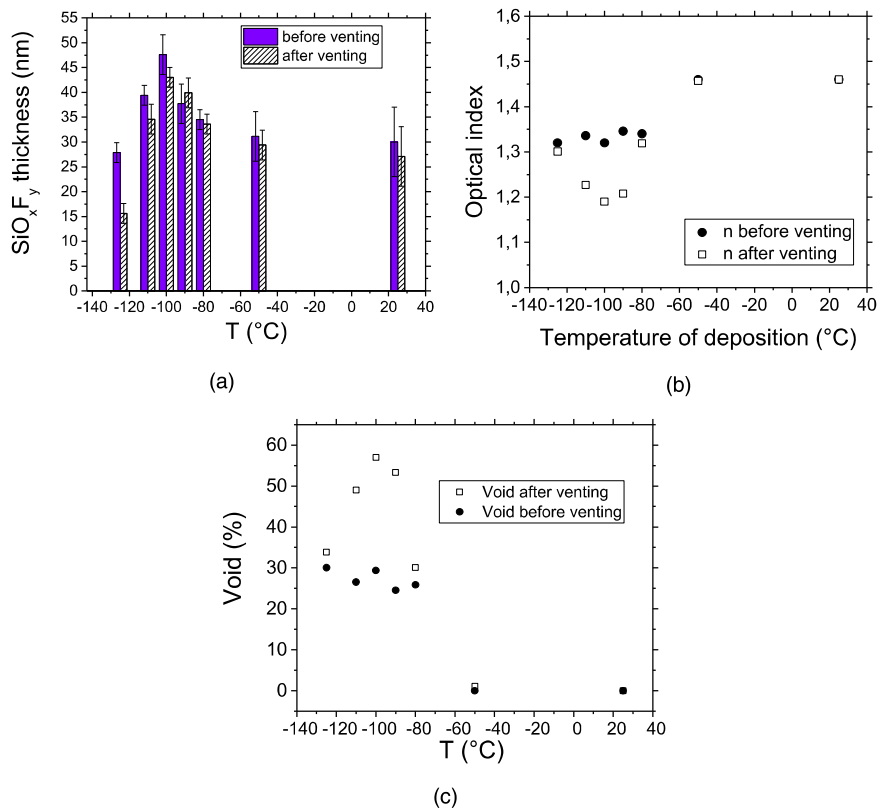 55
50
45
40
35
30
25
20
15
10
5
0
SiOxFy thickness (nm)
before venting
after venting
-140 -120 -100 -80 -60 -40 -20 0 20 40
T (°C)
(a)
1,6
1,5
1,4
1,3
1,2
1,1
1,0
Optical index
n before venting
n after venting
-140 -120 -100 -80 -60 -40 -20 0 20 40
Temperature of deposition (°C)
(b)
60
50
40
30
20
10
0
Void (%)
Void after venting
Void before venting
-140 -120 -100 -80 -60 -40 -20 0 20 40
T (°C)
(c)